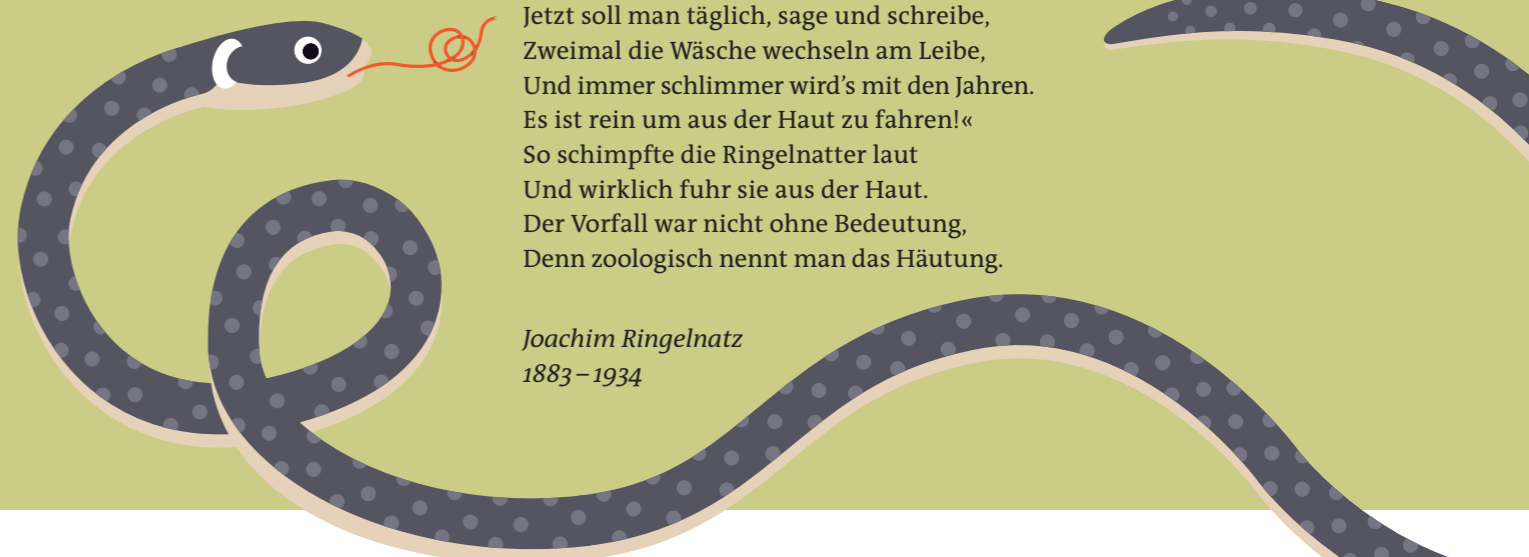 Jetzt soll man täglich, sage und schreibe,
Zweimal die Wäsche wechseln am Leibe,
Und immer schlimmer wird’s mit den Jahren.
Es ist rein um aus der Haut zu fahren!«
So schimpfte die Ringelnatter laut
Und wirklich fuhr sie aus der Haut.
Der Vorfall war nicht ohne Bedeutung,
Denn zoologisch nennt man das Häutung.
Joachim Ringelnatz
1883–1934